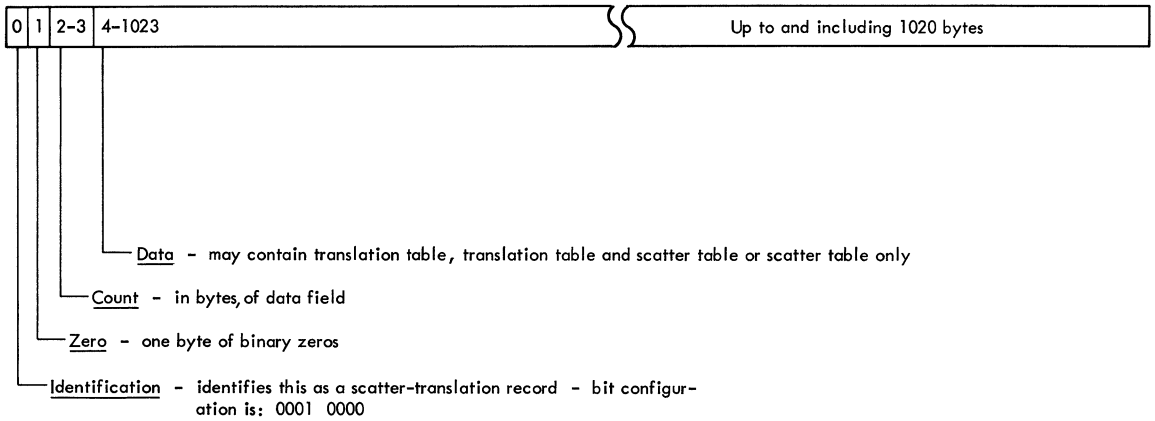 0 1 2-3 4-1023 Up to and including 1020 bytes
Data - may contain translation table, translation table and scatter table or scatter table only
Count - in bytes, of data field
Zero - one byte of binary zeros
Identification - identifies this as a scatter-translation record - bit configur-
ation is: 0001 0000